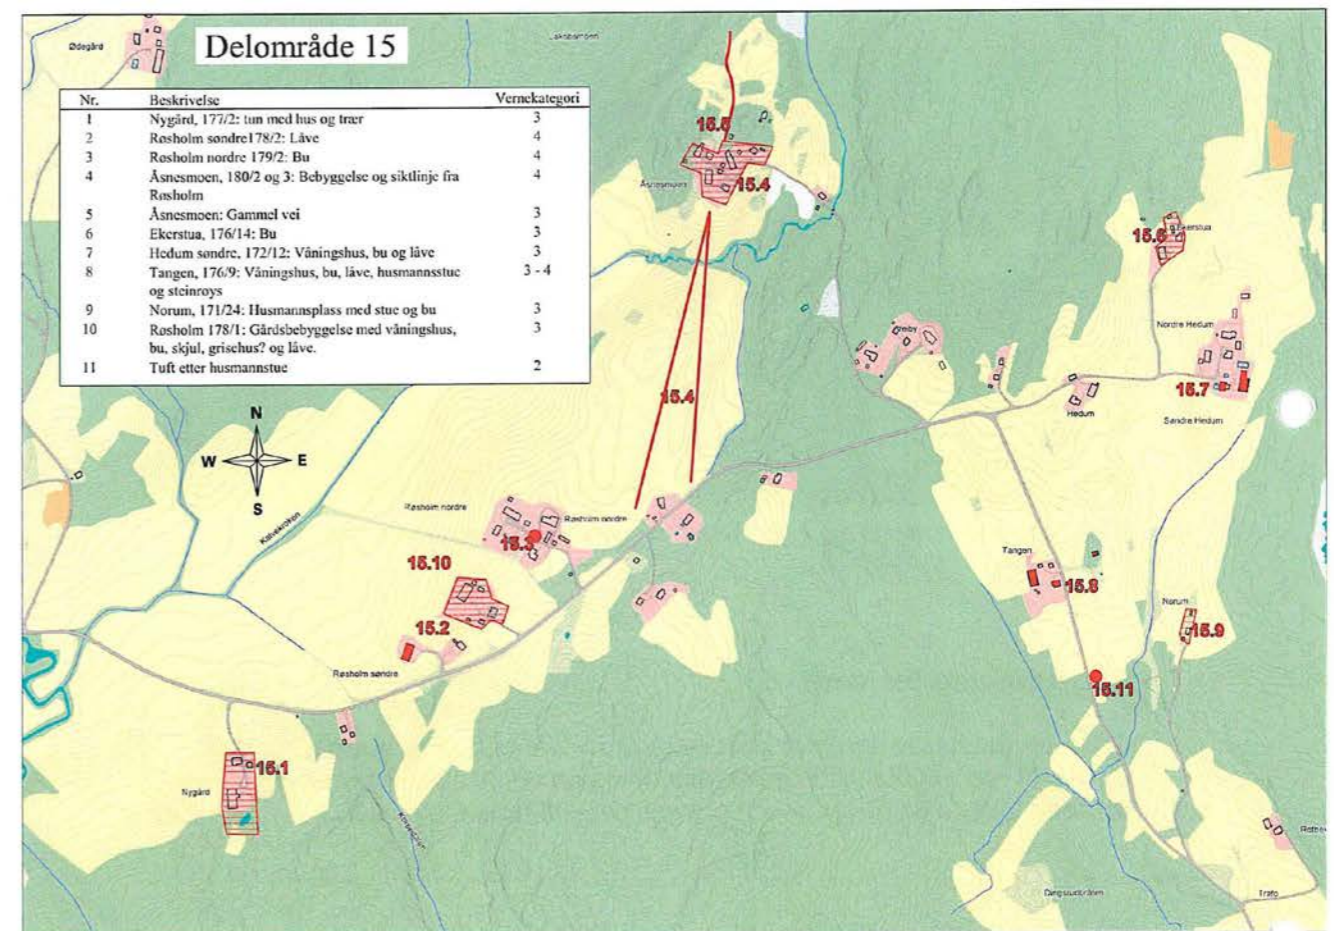 Delområde 15
Nr. Beskrivelse Vernekategori
1 Nygård, 177/2: tun med hus og trær 3
2 Røsholm søndre178/2: Låve 4
3 Røsholm nordre 179/2: Bu 4
4 Åsnesmoen, 180/2 og 3: Bebyggelse og siktlinje fra 4
Røsholm
5 Åsnesmoen: Gammel vei 3
6 Ekerstua, 176/14: Bu 3
7 Hedum søndre, 172/12: Våningshus, bu og låve 3
8 Tangen, 176/9: Våningshus, bu, låve, husmannsstue 3 - 4
og steinrøys
9 Norum, 171/24: Husmannsplass med stue og bu 3
10 Røsholm 178/1: Gårdsbebyggelse med våningshus, 3
bu, skjul, grisehus? og låve.
11 Tuft etter husmannstue 2
Ødegård
15.5
Åsnesmoen
15.4
15.6
Ekerstua
Nordre Hedum
15.7
Hedum
Søndre Hedum
15.4
N
W
E
S
Kølvekroken
Røsholm nordre
Røsholm nordre
15.3
15.10
15.2
Røsholm søndre
Tangen
15.8
Norum
15.9
15.11
15.1
Nygård
Trafo